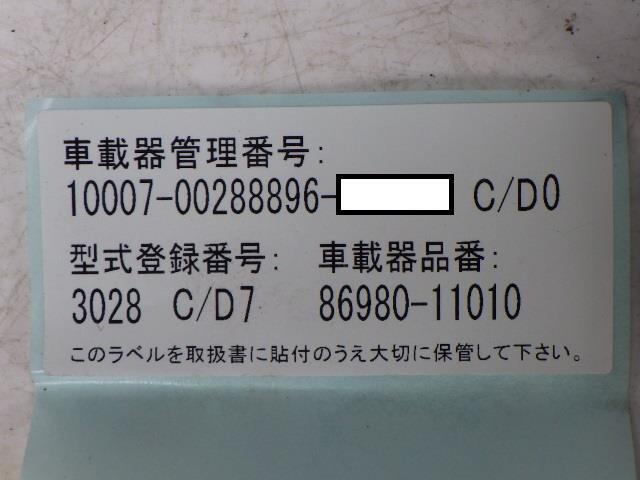 車載器管理番号:
10007-00288896- C/D0
型式登録番号: 車載器品番:
3028 C/D7 86980-11010
このラベルを取扱書に貼付のうえ大切に保管して下さい。